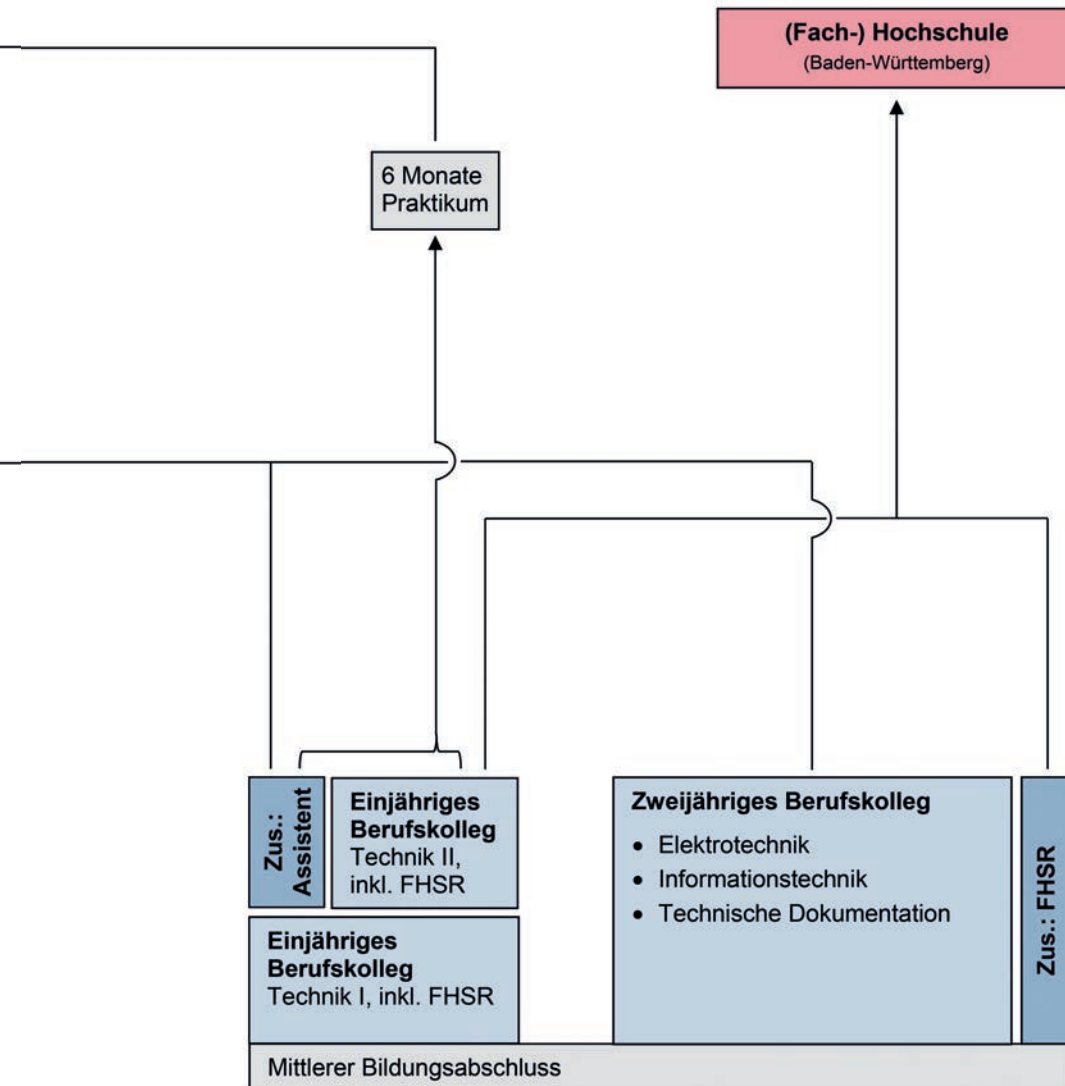 (Fach-) Hochschule
(Baden-Württemberg)
6 Monate
Praktikum
Zus.:
Assistent
Einjähriges
Berufskolleg
Technik II,
inkl. FHSR
Einjähriges
Berufskolleg
Technik I, inkl. FHSR
Zweijähriges Berufskolleg
• Elektrotechnik
• Informationstechnik
• Technische Dokumentation
Zus.: FHSR
Mittlerer Bildungsabschluss